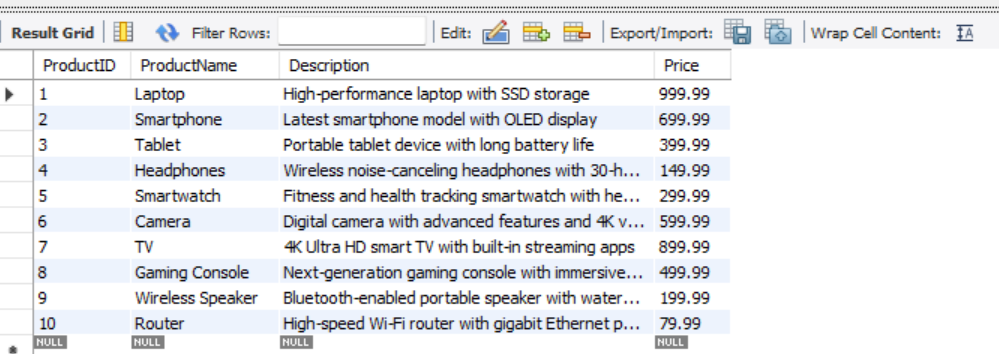 Result Grid Filter Rows: Edit: Export/Import: Wrap Cell Content: IA
ProductID ProductName Description Price
1 Laptop High-performance laptop with SSD storage 999.99
2 Smartphone Latest smartphone model with OLED display 699.99
3 Tablet Portable tablet device with long battery life 399.99
4 Headphones Wireless noise-canceling headphones with 30-h... 149.99
5 Smartwatch Fitness and health tracking smartwatch with he... 299.99
6 Camera Digital camera with advanced features and 4K v... 599.99
7 TV 4K Ultra HD smart TV with built-in streaming apps 899.99
8 Gaming Console Next-generation gaming console with immersive... 499.99
9 Wireless Speaker Bluetooth-enabled portable speaker with water... 199.99
10 Router High-speed Wi-Fi router with gigabit Ethernet p... 79.99
NULL NULL NULL NULL